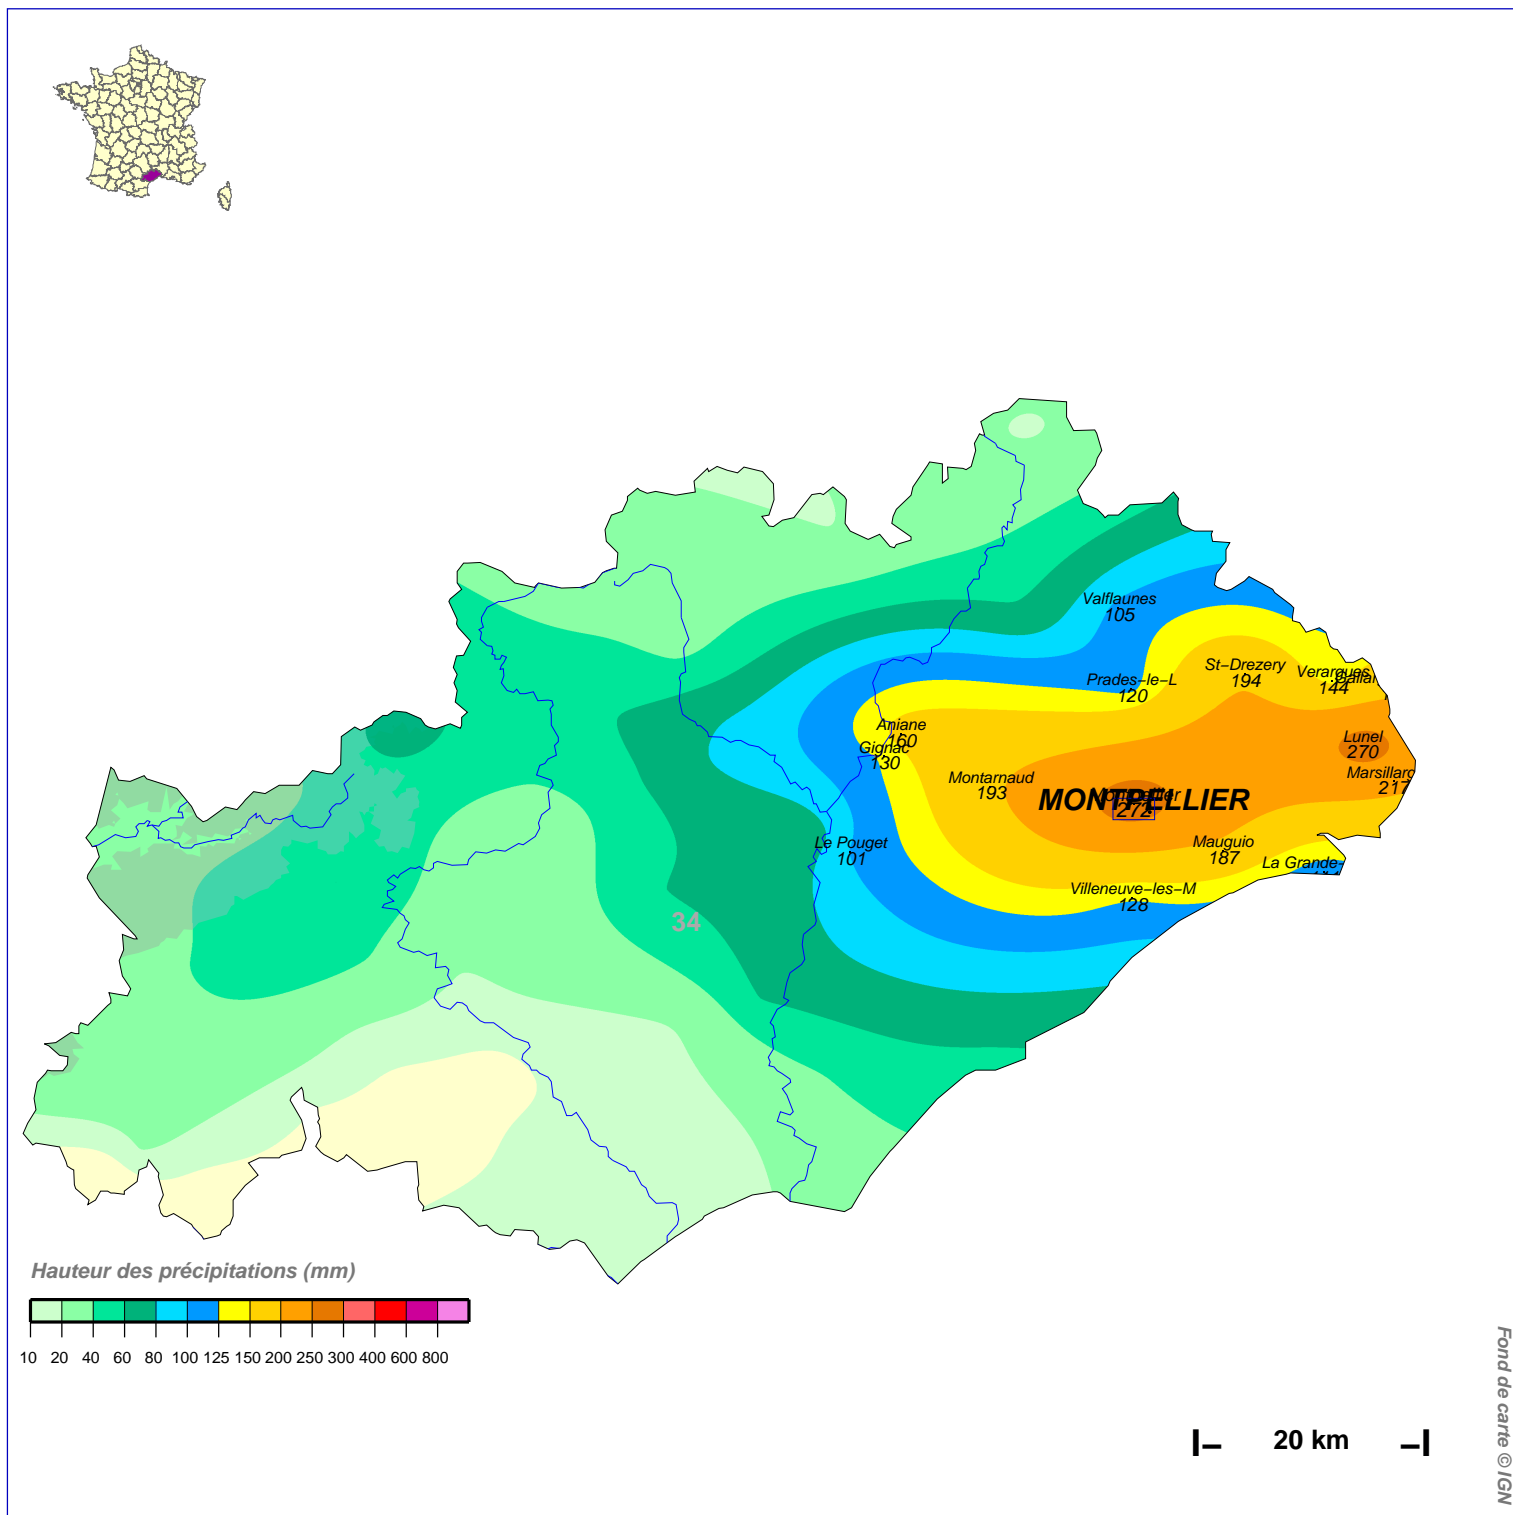 Valflaunes
105
St-Drezery
194
Verargues
144
Prades-le-L
120
Aniane
160
Gignac
130
Lunel
270
Marsillarg
217
Montarnaud
193
MONTPELLIER
Montpellier
272
Le Pouget
101
Mauguio
187
La Grande-
Villeneuve-les-M
128
34
Hauteur des précipitations (mm)
10 20 40 60 80 100 125 150 200 250 300 400 600 800
20 km
Fond de carte © IGN